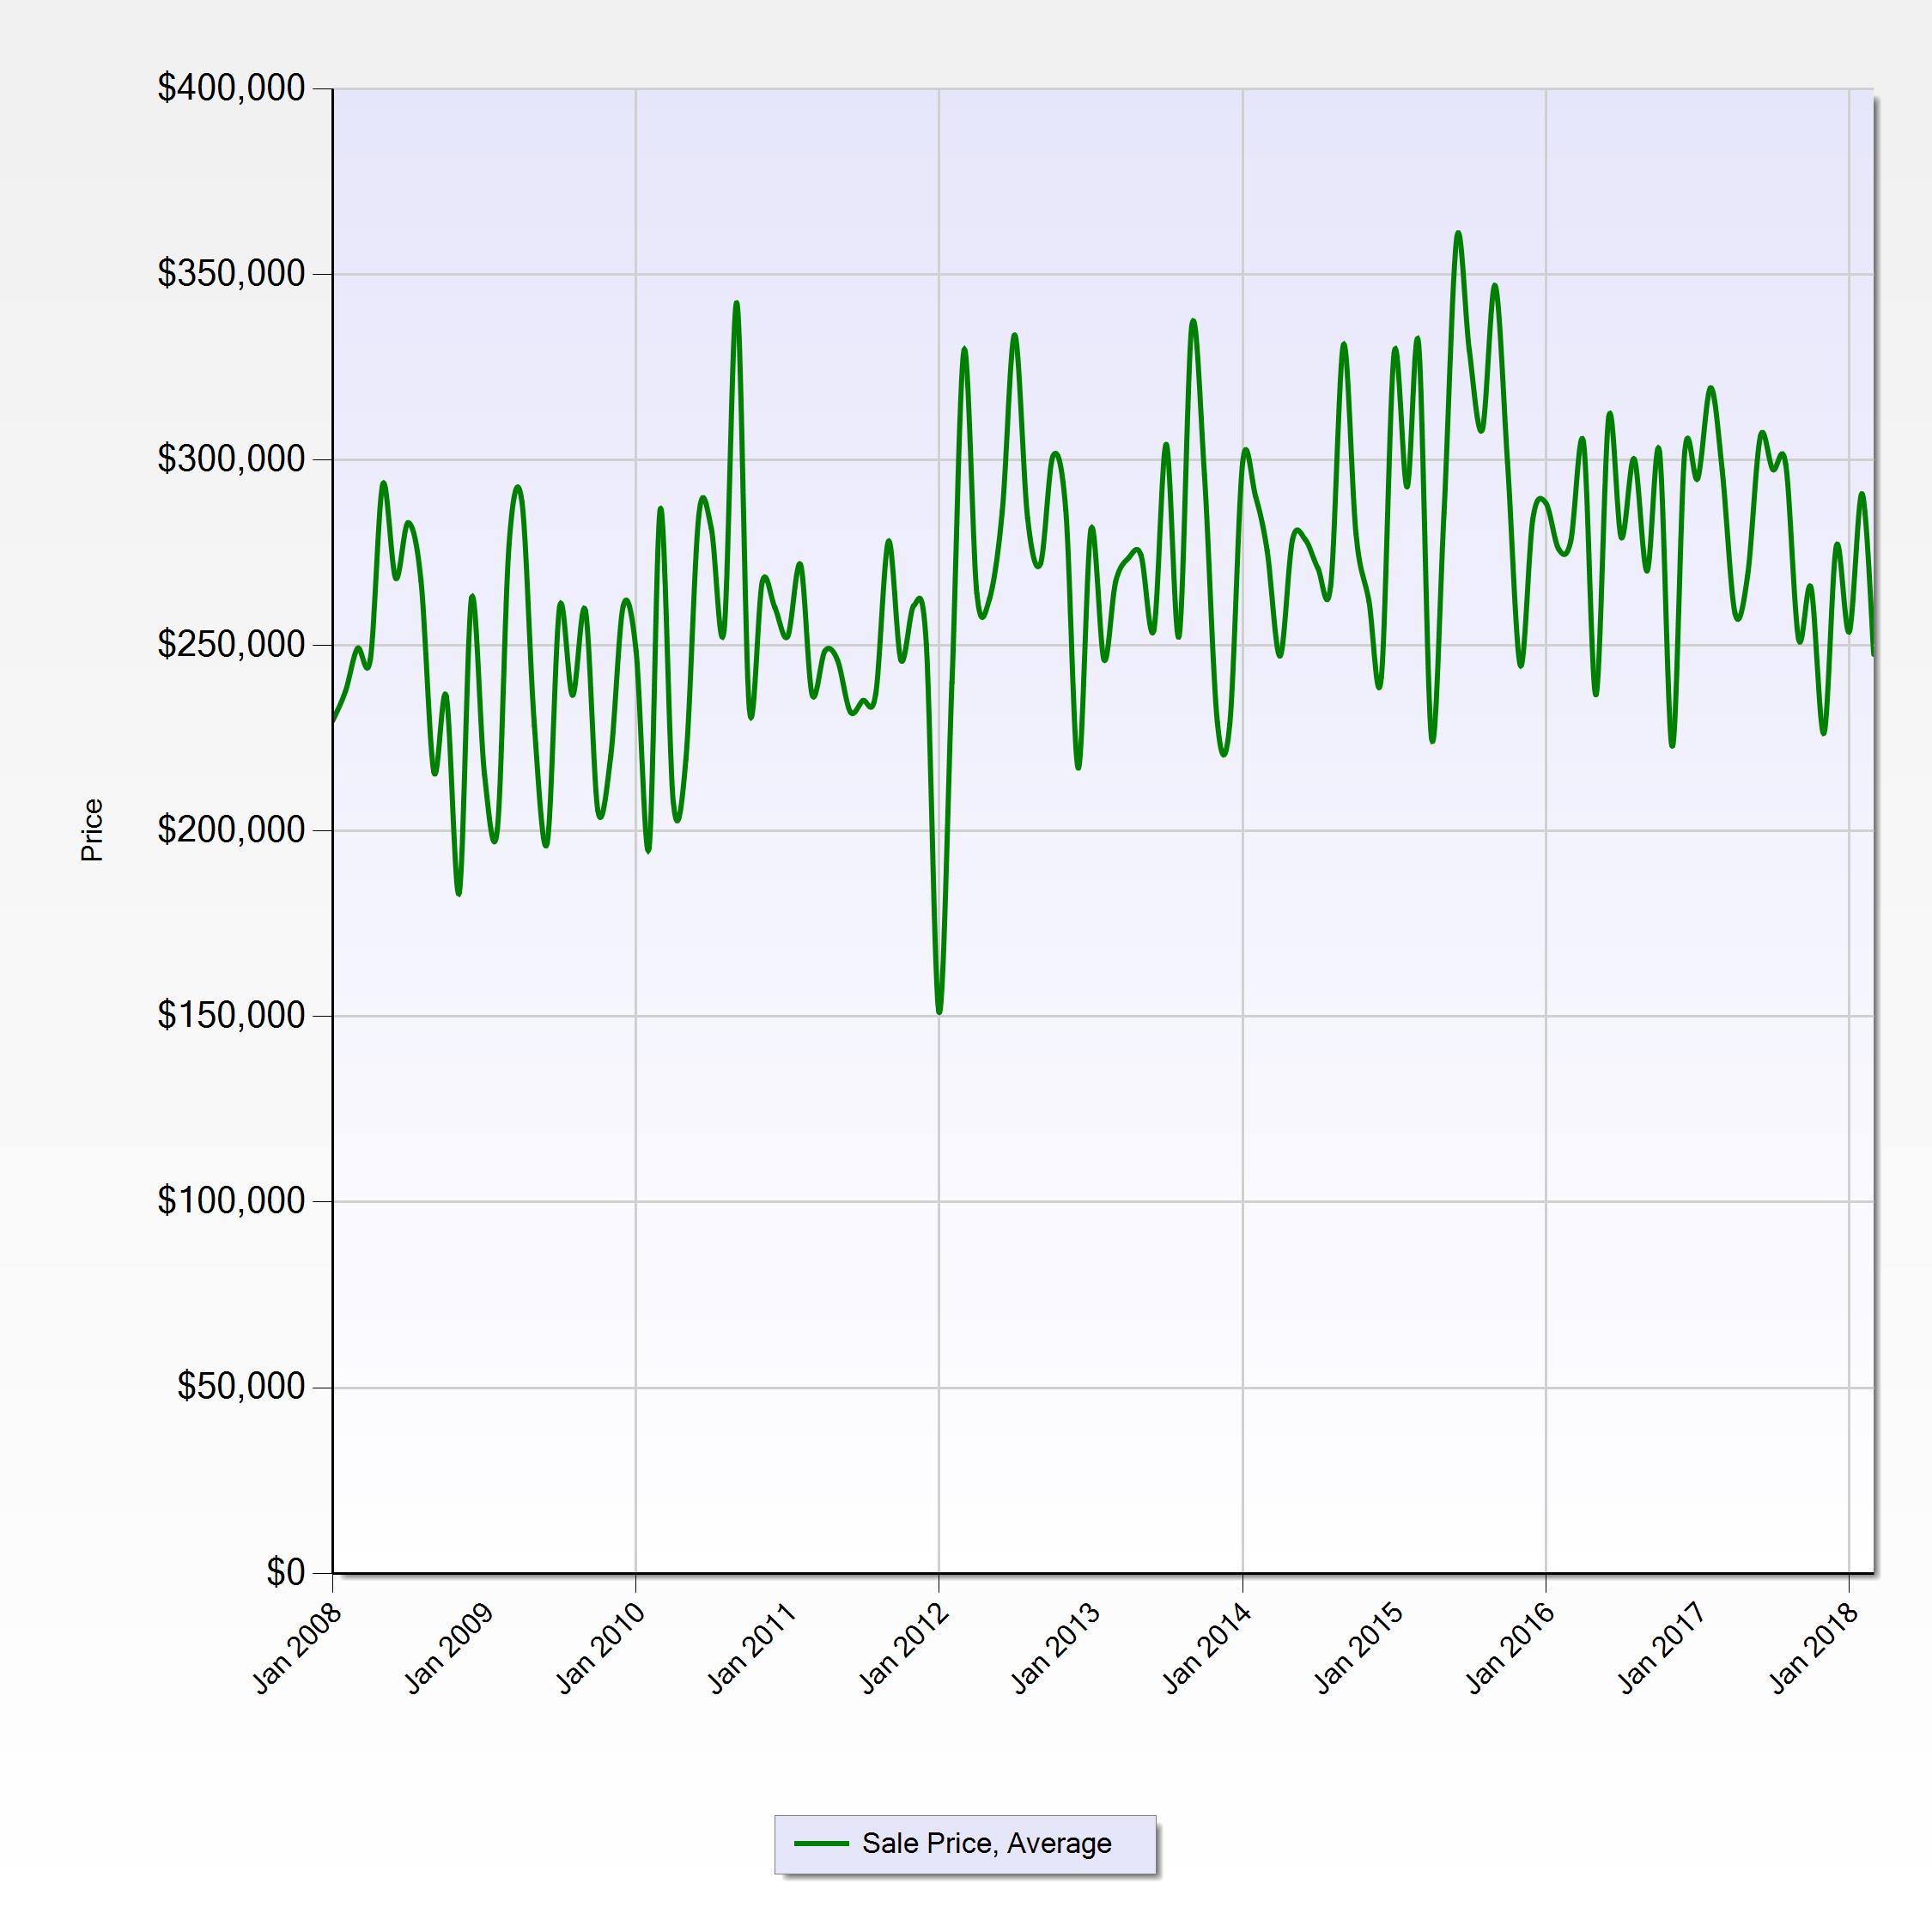 $400,000
$350,000
$300,000
$250,000
$200,000
$150,000
$100,000
$50,000
$0
Price
Jan 2008
Jan 2009
Jan 2010
Jan 2011
Jan 2012
Jan 2013
Jan 2014
Jan 2015
Jan 2016
Jan 2017
Jan 2018
Sale Price, Average